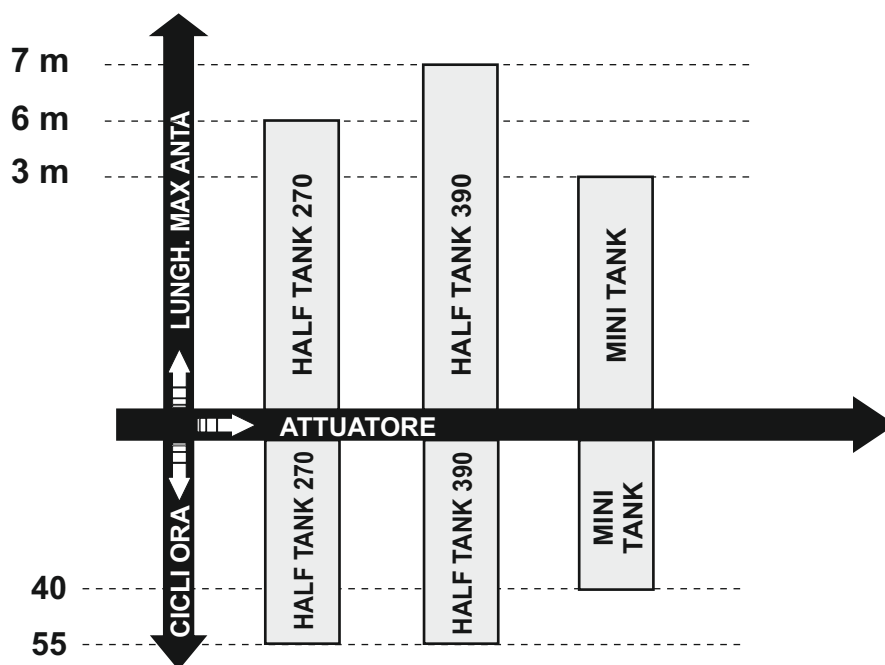 7 m
6 m
3 m
LUNGH. MAX ANTA
HALF TANK 270
HALF TANK 390
MINI TANK
ATTUATORE
CICLI ORA
HALF TANK 270
HALF TANK 390
MINI
TANK
40
55